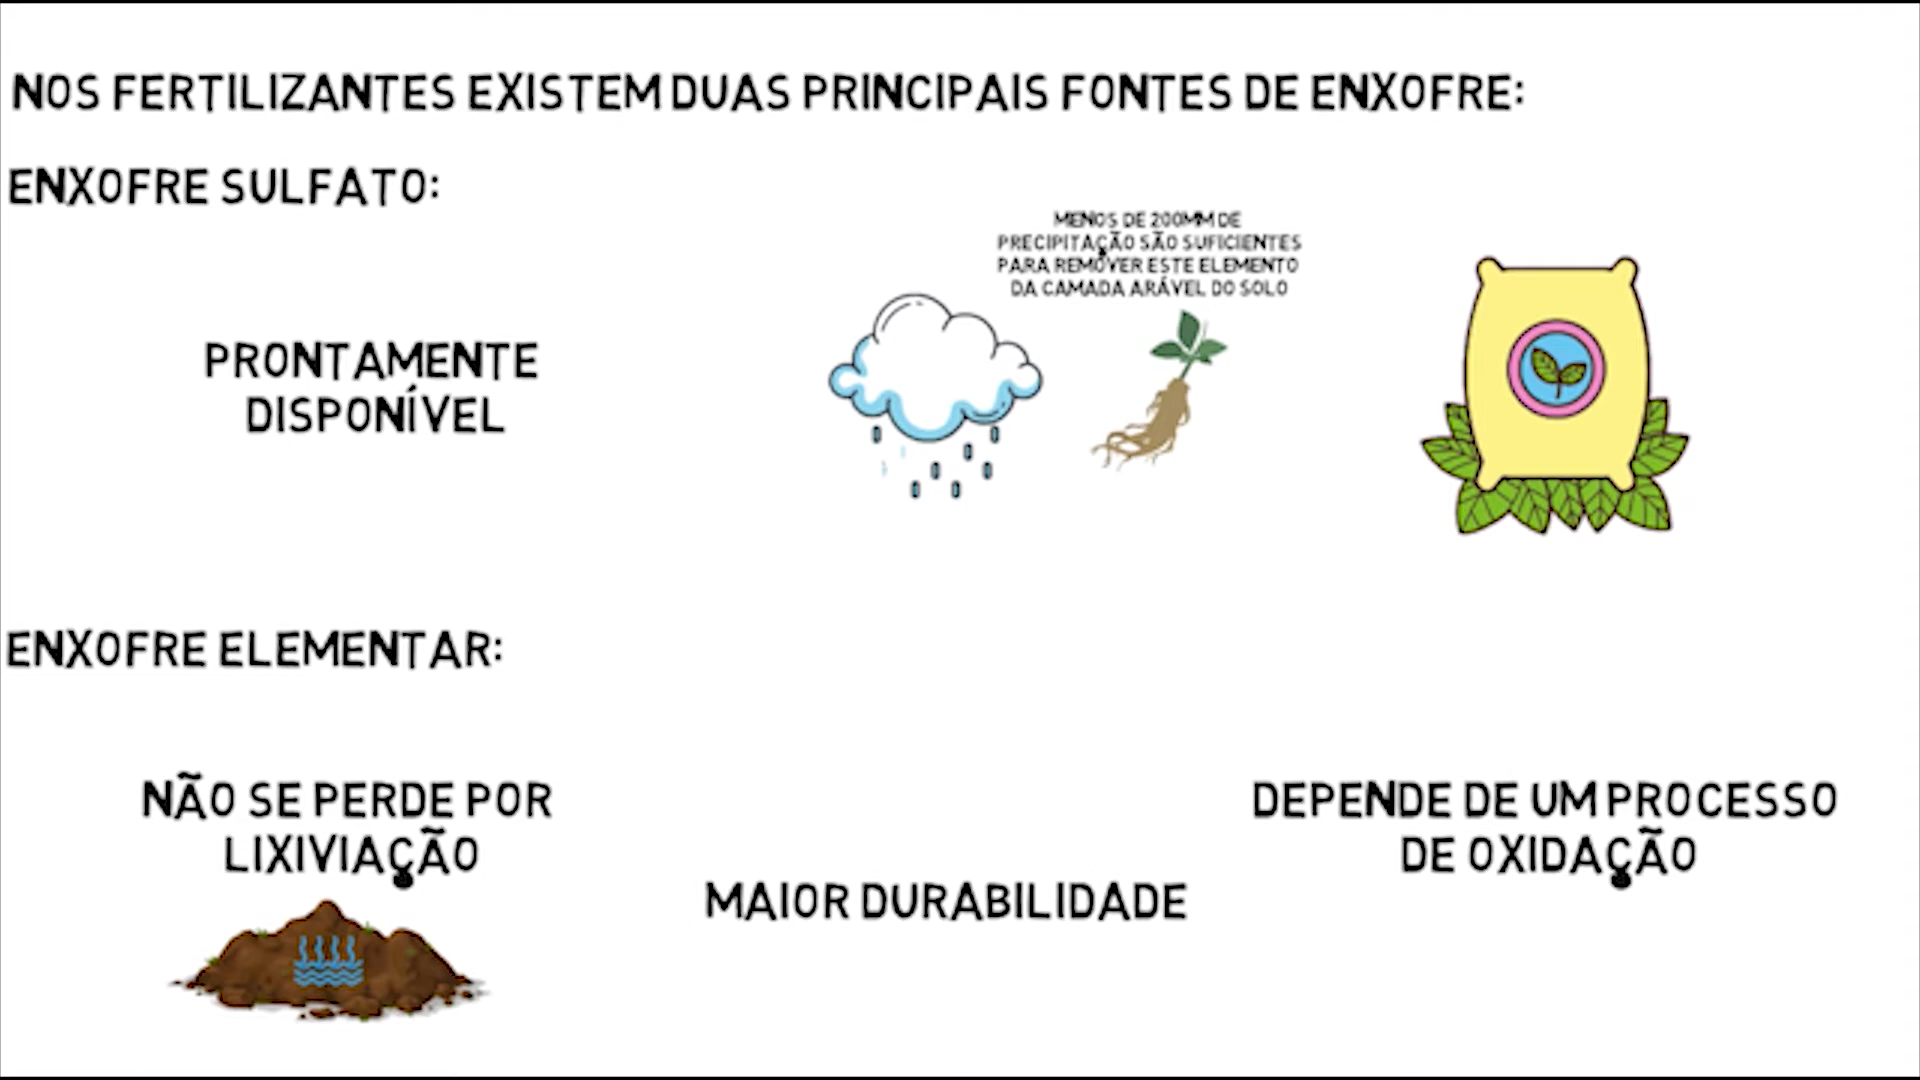 NOS FERTILIZANTES EXISTEM DUAS PRINCIPAIS FONTES DE ENXOFRE:
ENXOFRE SULFATO:
MENOS DE 200MM DE
PRECIPITAÇÃO SÃO SUFICIENTES
PARA REMOVER ESTE ELEMENTO
DA CAMADA ARÁVEL DO SOLO
PRONTAMENTE
DISPONÍVEL
ENXOFRE ELEMENTAR:
NÃO SE PERDE POR
LIXIVIAÇÃO
MAIOR DURABILIDADE
DEPENDE DE UM PROCESSO
DE OXIDAÇÃO